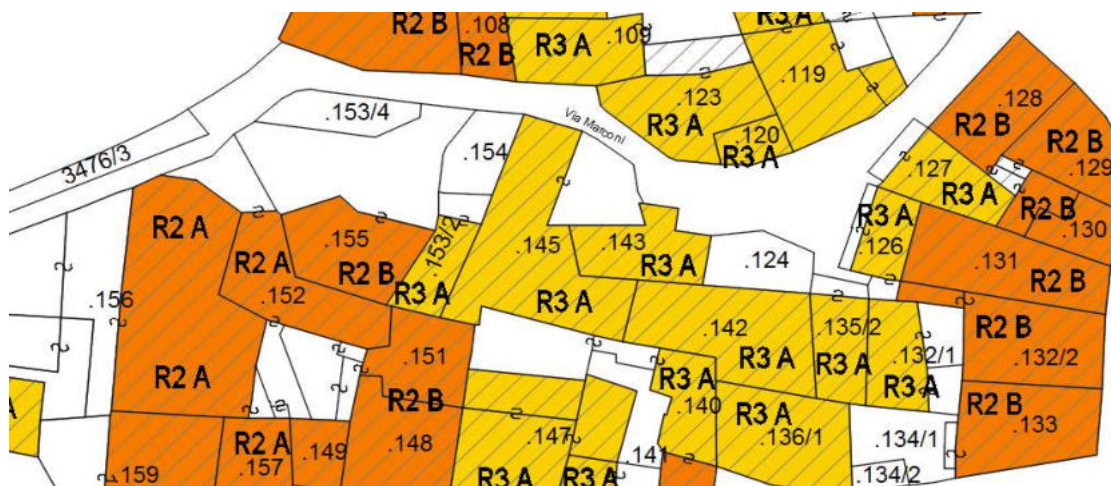 R2 B
.108
R2 B
R3 A
.109
R3 A
.119
.123
R3 A
.120
R3 A
Via Marconi
.153/4
3476/3
.154
.128
R2 B
R2 B
.129
.127
R3 A
R2 B
.130
R3 A
.126
.131
R2 B
R2 A
.155
R2 B
R2 A
.152
.153/2
R3 A
.145
R3 A
.143
R3 A
.124
.156
.142
R3 A
.135/2
R3 A
.132/1
R3 A
R2 B
.132/2
R2 A
.151
R2 B
R3 A
.140
R3 A
.136/1
R2 B
.133
.134/1
.134/2
R2 A
.157
.149
.148
.147
R3 A
R3 A
.141
.159
A